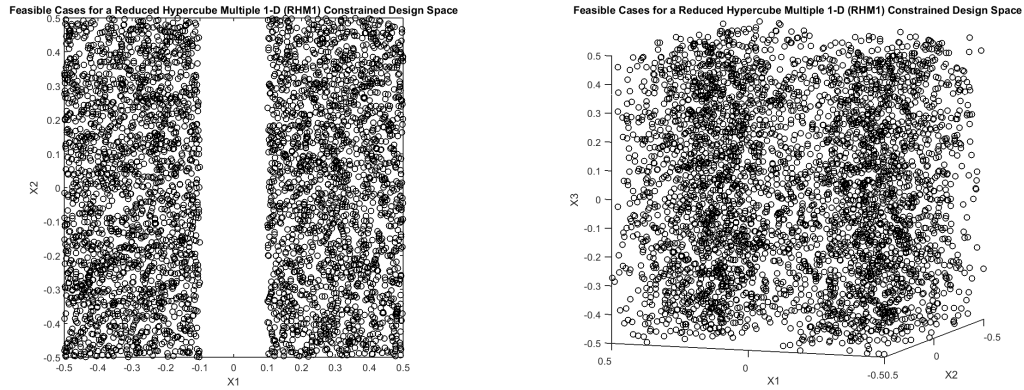 Feasible Cases for a Reduced Hypercube Multiple 1-D (RHM1) Constrained Design Space
0.5
0.4
0.3
0.2
0.1
0
-0.1
-0.2
-0.3
-0.4
-0.5
X2
-0.5 -0.4 -0.3 -0.2 -0.1 0 0.1 0.2 0.3 0.4 0.5
X1
Feasible Cases for a Reduced Hypercube Multiple 1-D (RHM1) Constrained Design Space
0.5
0.4
0.3
0.2
0.1
0
-0.1
-0.2
-0.3
-0.4
-0.5
X3
0.5 0 -0.5
X1
0.5 0 -0.5
X2